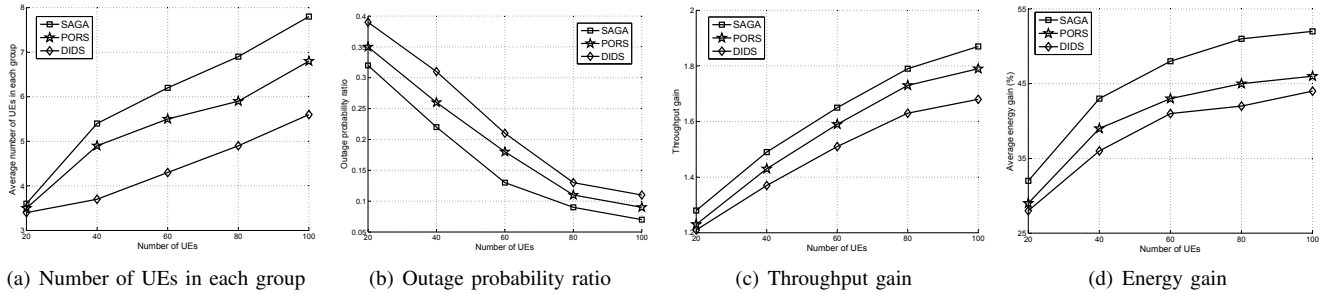 8
7
6
5
4
3
20
40
60
80
100
Number of UEs
Average number of UEs in each group
SAGA
PORS
DIDS
(a) Number of UEs in each group
0.4
0.35
0.3
0.25
0.2
0.15
0.1
0.05
20
40
60
80
100
Number of UEs
Outage probability ratio
SAGA
PORS
DIDS
(b) Outage probability ratio
2
1.8
1.6
1.4
1.2
20
40
60
80
100
Number of UEs
Throughput gain
SAGA
PORS
DIDS
(c) Throughput gain
55
45
35
25
20
40
60
80
100
Number of UEs
Average energy gain (%)
SAGA
PORS
DIDS
(d) Energy gain